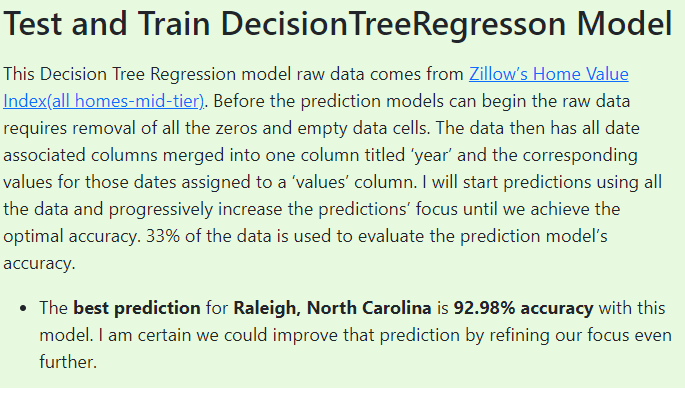 Test and Train DecisionTreeRegresson Model
This Decision Tree Regression model raw data comes from Zillow's Home Value
Index(all homes-mid-tier). Before the prediction models can begin the raw data
requires removal of all the zeros and empty data cells. The data then has all date
associated columns merged into one column titled 'year' and the corresponding
values for those dates assigned to a 'values' column. I will start predictions using all
the data and progressively increase the predictions' focus until we achieve the
optimal accuracy. 33% of the data is used to evaluate the prediction model's
accuracy.
• The best prediction for Raleigh, North Carolina is 92.98% accuracy with this
model. I am certain we could improve that prediction by refining our focus even
further.